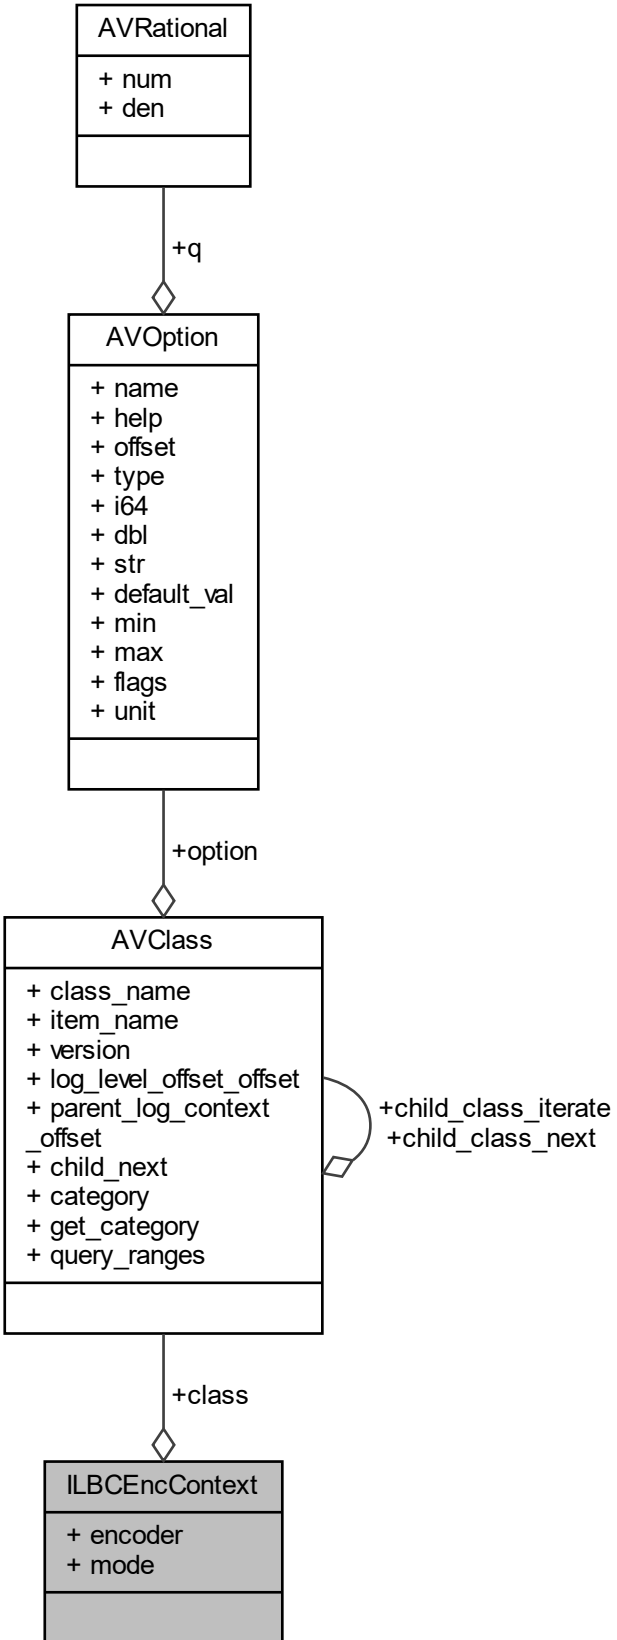 AVRational
+ num
+ den
+q
AVOption
+ name
+ help
+ offset
+ type
+ i64
+ dbl
+ str
+ default_val
+ min
+ max
+ flags
+ unit
+option
AVClass
+ class_name
+ item_name
+ version
+ log_level_offset_offset
+ parent_log_context
_offset
+ child_next
+ category
+ get_category
+ query_ranges
+child_class_iterate
+child_class_next
+class
ILBCEncContext
+ encoder
+ mode